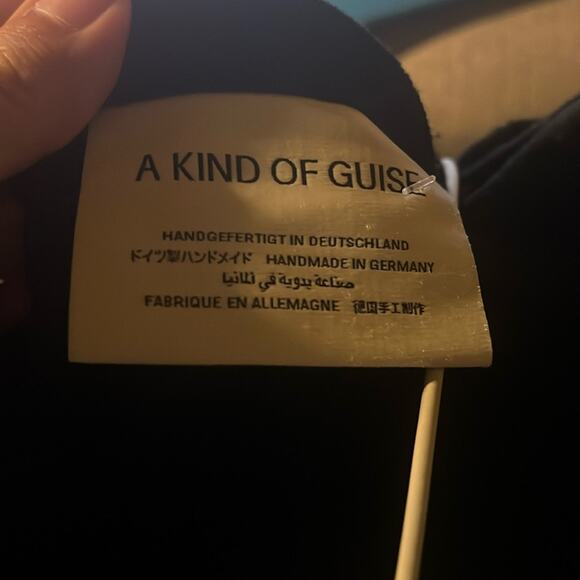 A KIND OF GUISE
HANDGEFERTIGT IN DEUTSCHLAND
ドイツ製ハンドメイド HANDMADE IN GERMANY
صناعة يدوية في ألمانيا
FABRIQUE EN ALLEMAGNE 德国手工制作